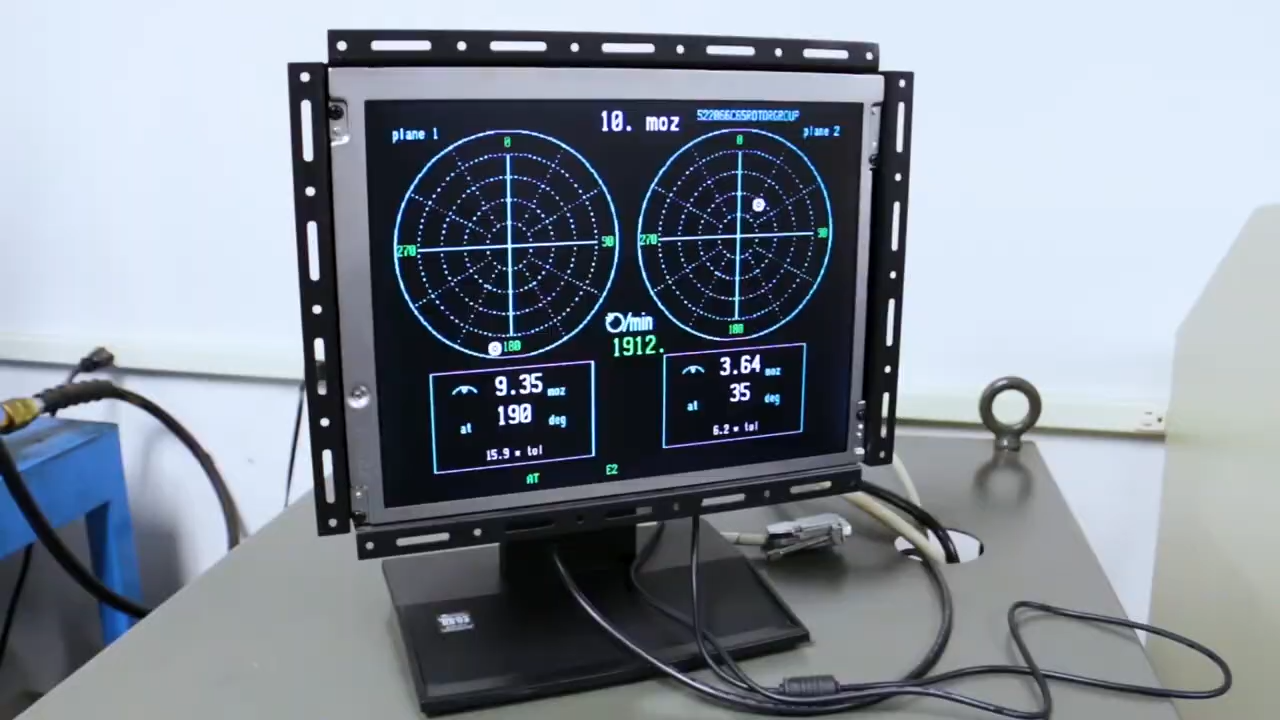 10. moz
522066C65ROTORGROUP
plane 1
plane 2
0
270
90
180
0
270
90
180
/min
1912.
9.35 moz
at 190 deg
15.9 * tol
3.64 moz
at 35 deg
6.2 * tol
AT
E2